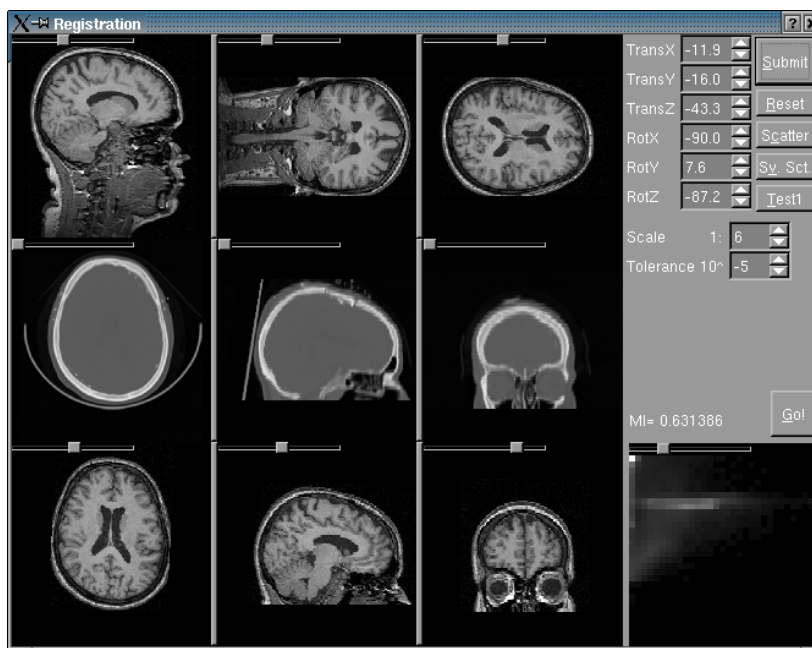 Registration
TransX -11.9
TransY -16.0
TransZ -43.3
RotX -90.0
RotY 7.6
RotZ -87.2
Submit
Reset
Scatter
Sv. Sct.
Test1
Scale 1: 6
Tolerance 10^ -5
MI= 0.631386
Go!